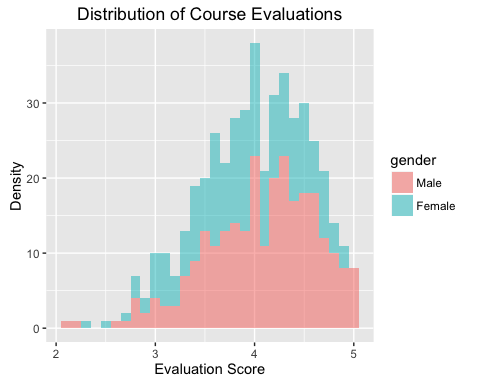 Distribution of Course Evaluations
Density
30
20
10
0
2
3
4
5
Evaluation Score
gender
Male
Female